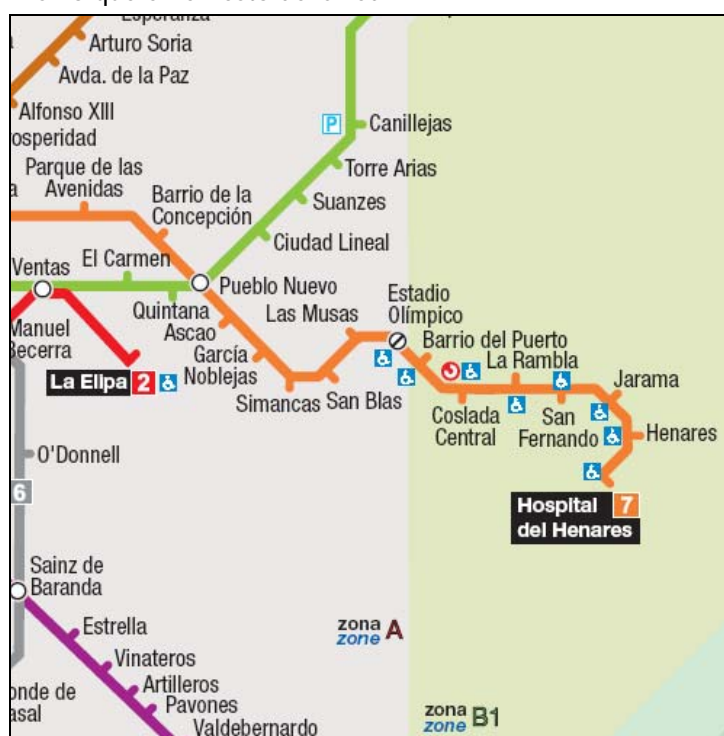 Esperanza
Arturo Soria
Avda. de la Paz
Alfonso XIII
P
Canillejas
Parque de las
Avenidas
Torre Arias
Barrio de la
Concepción
Suanzes
Ciudad Lineal
Ventas
El Carmen
Pueblo Nuevo
Quintana
Ascao
García
Noblejas
Las Musas
Estadio
Olímpico
Manuel
Becerra
Barrio del Puerto
La Rambla
Jarama
La Elipa 2
Simancas
San Blas
Coslada
Central
San
Fernando
Henares
O'Donnell
6
Hospital 7
del Henares
Sainz de
Baranda
Estrella
zona A
zone
Vinateros
Artilleros
Pavones
Valdebernardo
zona B1
zone